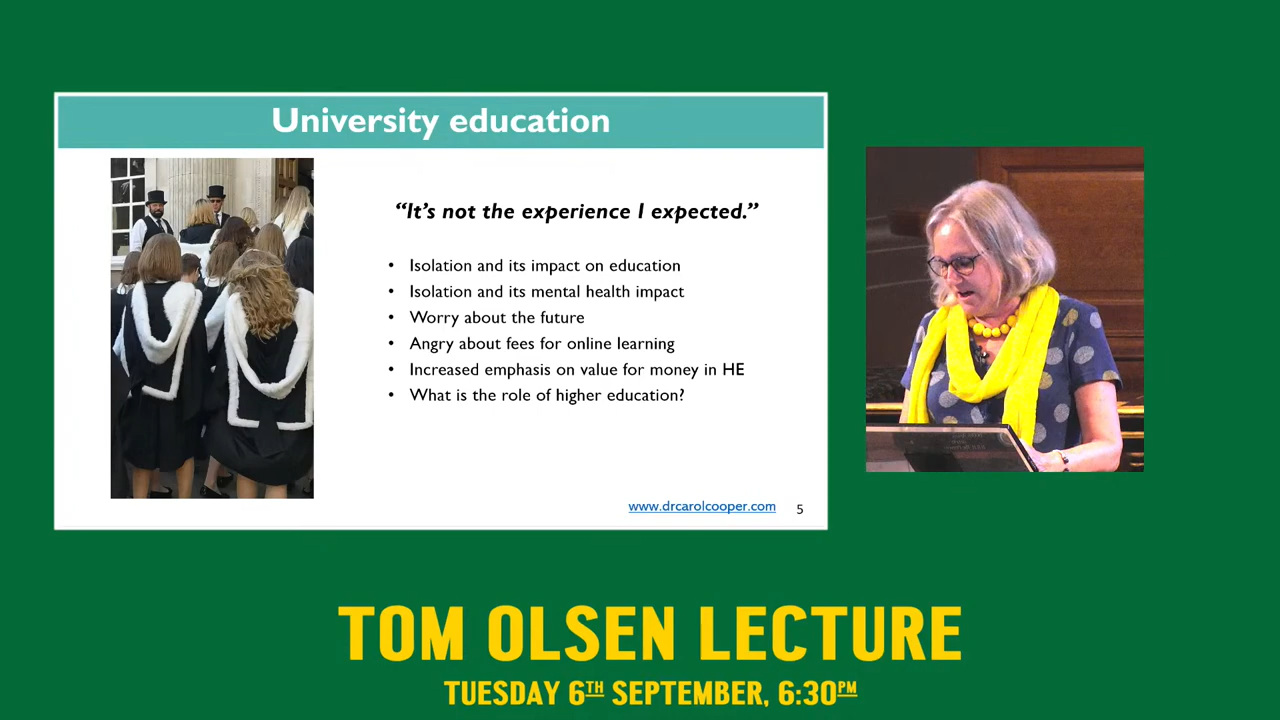 University education
“It’s not the experience I expected.”
• Isolation and its impact on education
• Isolation and its mental health impact
• Worry about the future
• Angry about fees for online learning
• Increased emphasis on value for money in HE
• What is the role of higher education?
www.drcarolcooper.com 5
TOM OLSEN LECTURE
TUESDAY 6TH SEPTEMBER, 6:30PM